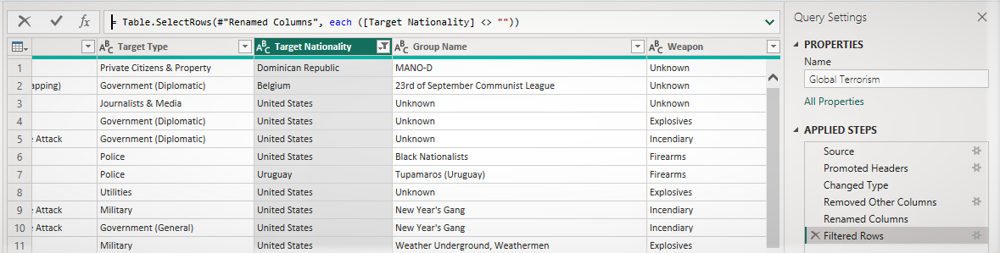 fx = Table.SelectRows(#"Renamed Columns", each ([Target Nationality] <> ""))
ABC Target Type ABC Target Nationality ABC Group Name ABC Weapon
1 Private Citizens & Property Dominican Republic MANO-D Unknown
2 apping) Government (Diplomatic) Belgium 23rd of September Communist League Unknown
3 Journalists & Media United States Unknown Unknown
4 Government (Diplomatic) United States Unknown Explosives
5 : Attack Government (Diplomatic) United States Unknown Incendiary
6 Police United States Black Nationalists Firearms
7 Police Uruguay Tupamaros (Uruguay) Firearms
8 Utilities United States Unknown Explosives
9 : Attack Military United States New Year's Gang Incendiary
10 : Attack Government (General) United States New Year's Gang Incendiary
11 Military United States Weather Underground, Weathermen Explosives
Query Settings
PROPERTIES
Name
Global Terrorism
All Properties
APPLIED STEPS
Source
Promoted Headers
Changed Type
Removed Other Columns
Renamed Columns
Filtered Rows